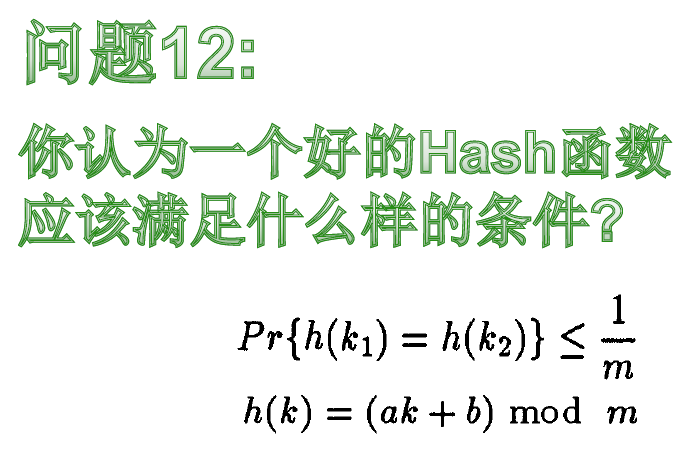 问题12:
你认为一个好的Hash函数
应该满足什么样的条件?
Pr{h(k₁) = h(k₂)} ≤ 1/m
h(k) = (ak + b) mod m